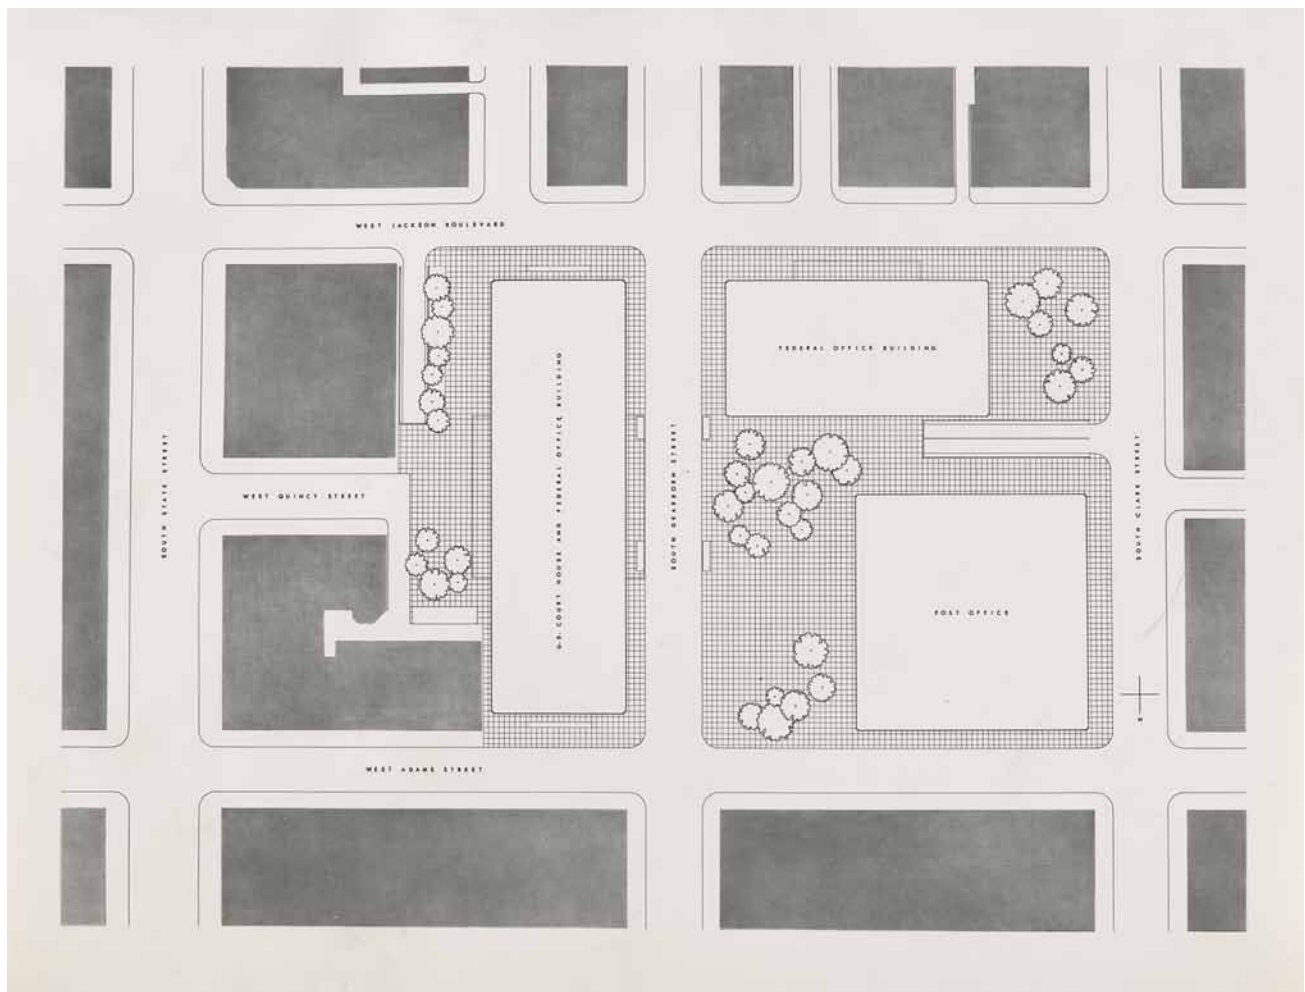 WEST JACKSON BOULEVARD
FEDERAL OFFICE BUILDING
U.S. COURT HOUSE AND FEDERAL OFFICE BUILDING
SOUTH STATE STREET
WEST QUINCY STREET
SOUTH DEARBORN STREET
SOUTH CLARK STREET
POST OFFICE
N
WEST ADAMS STREET